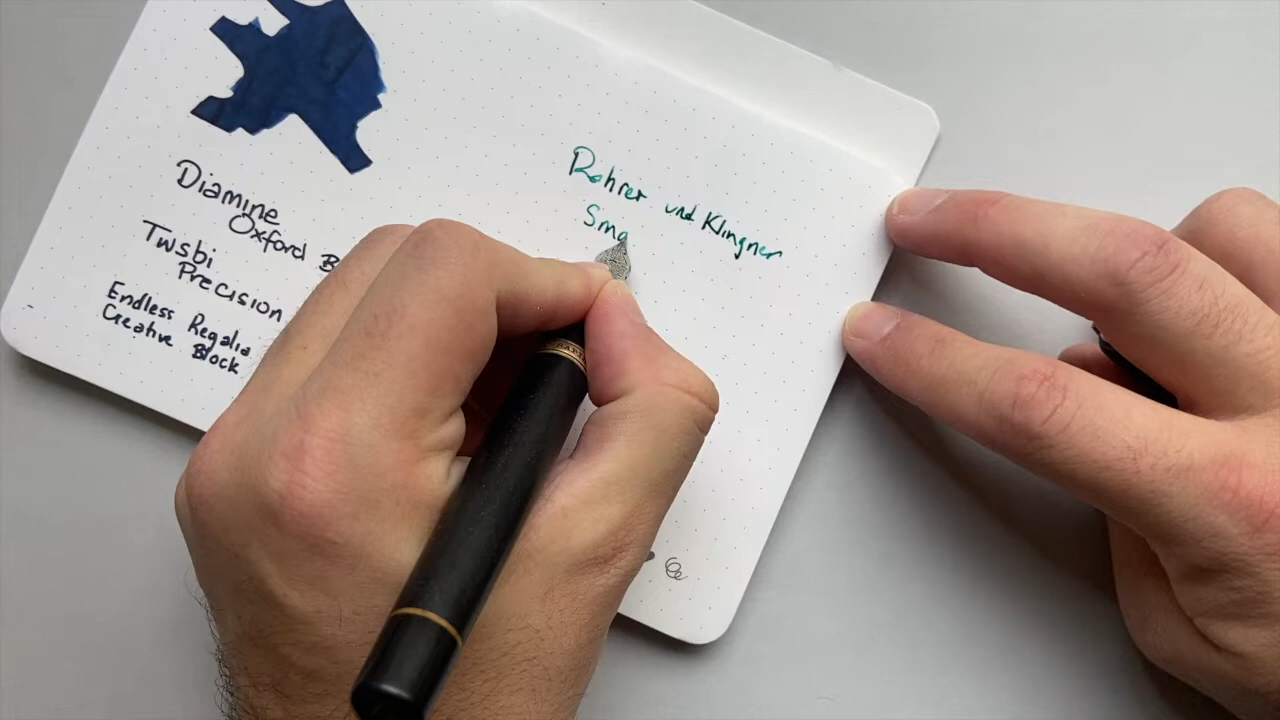 Diamine
Oxford B
Twsbi
Precision
Endless Regalia
Creative Block
Rohrer und Klingner
Sma